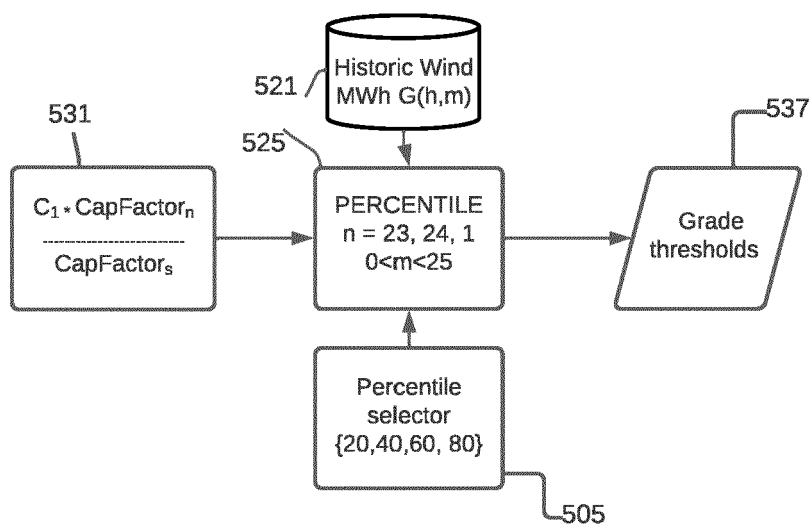 521
Historic Wind
MWh G(h,m)
531
C₁ * CapFactorₙ
--------------------------
CapFactorₛ
525
PERCENTILE
n = 23, 24, 1
0<m<25
537
Grade
thresholds
Percentile
selector
{20,40,60, 80}
505